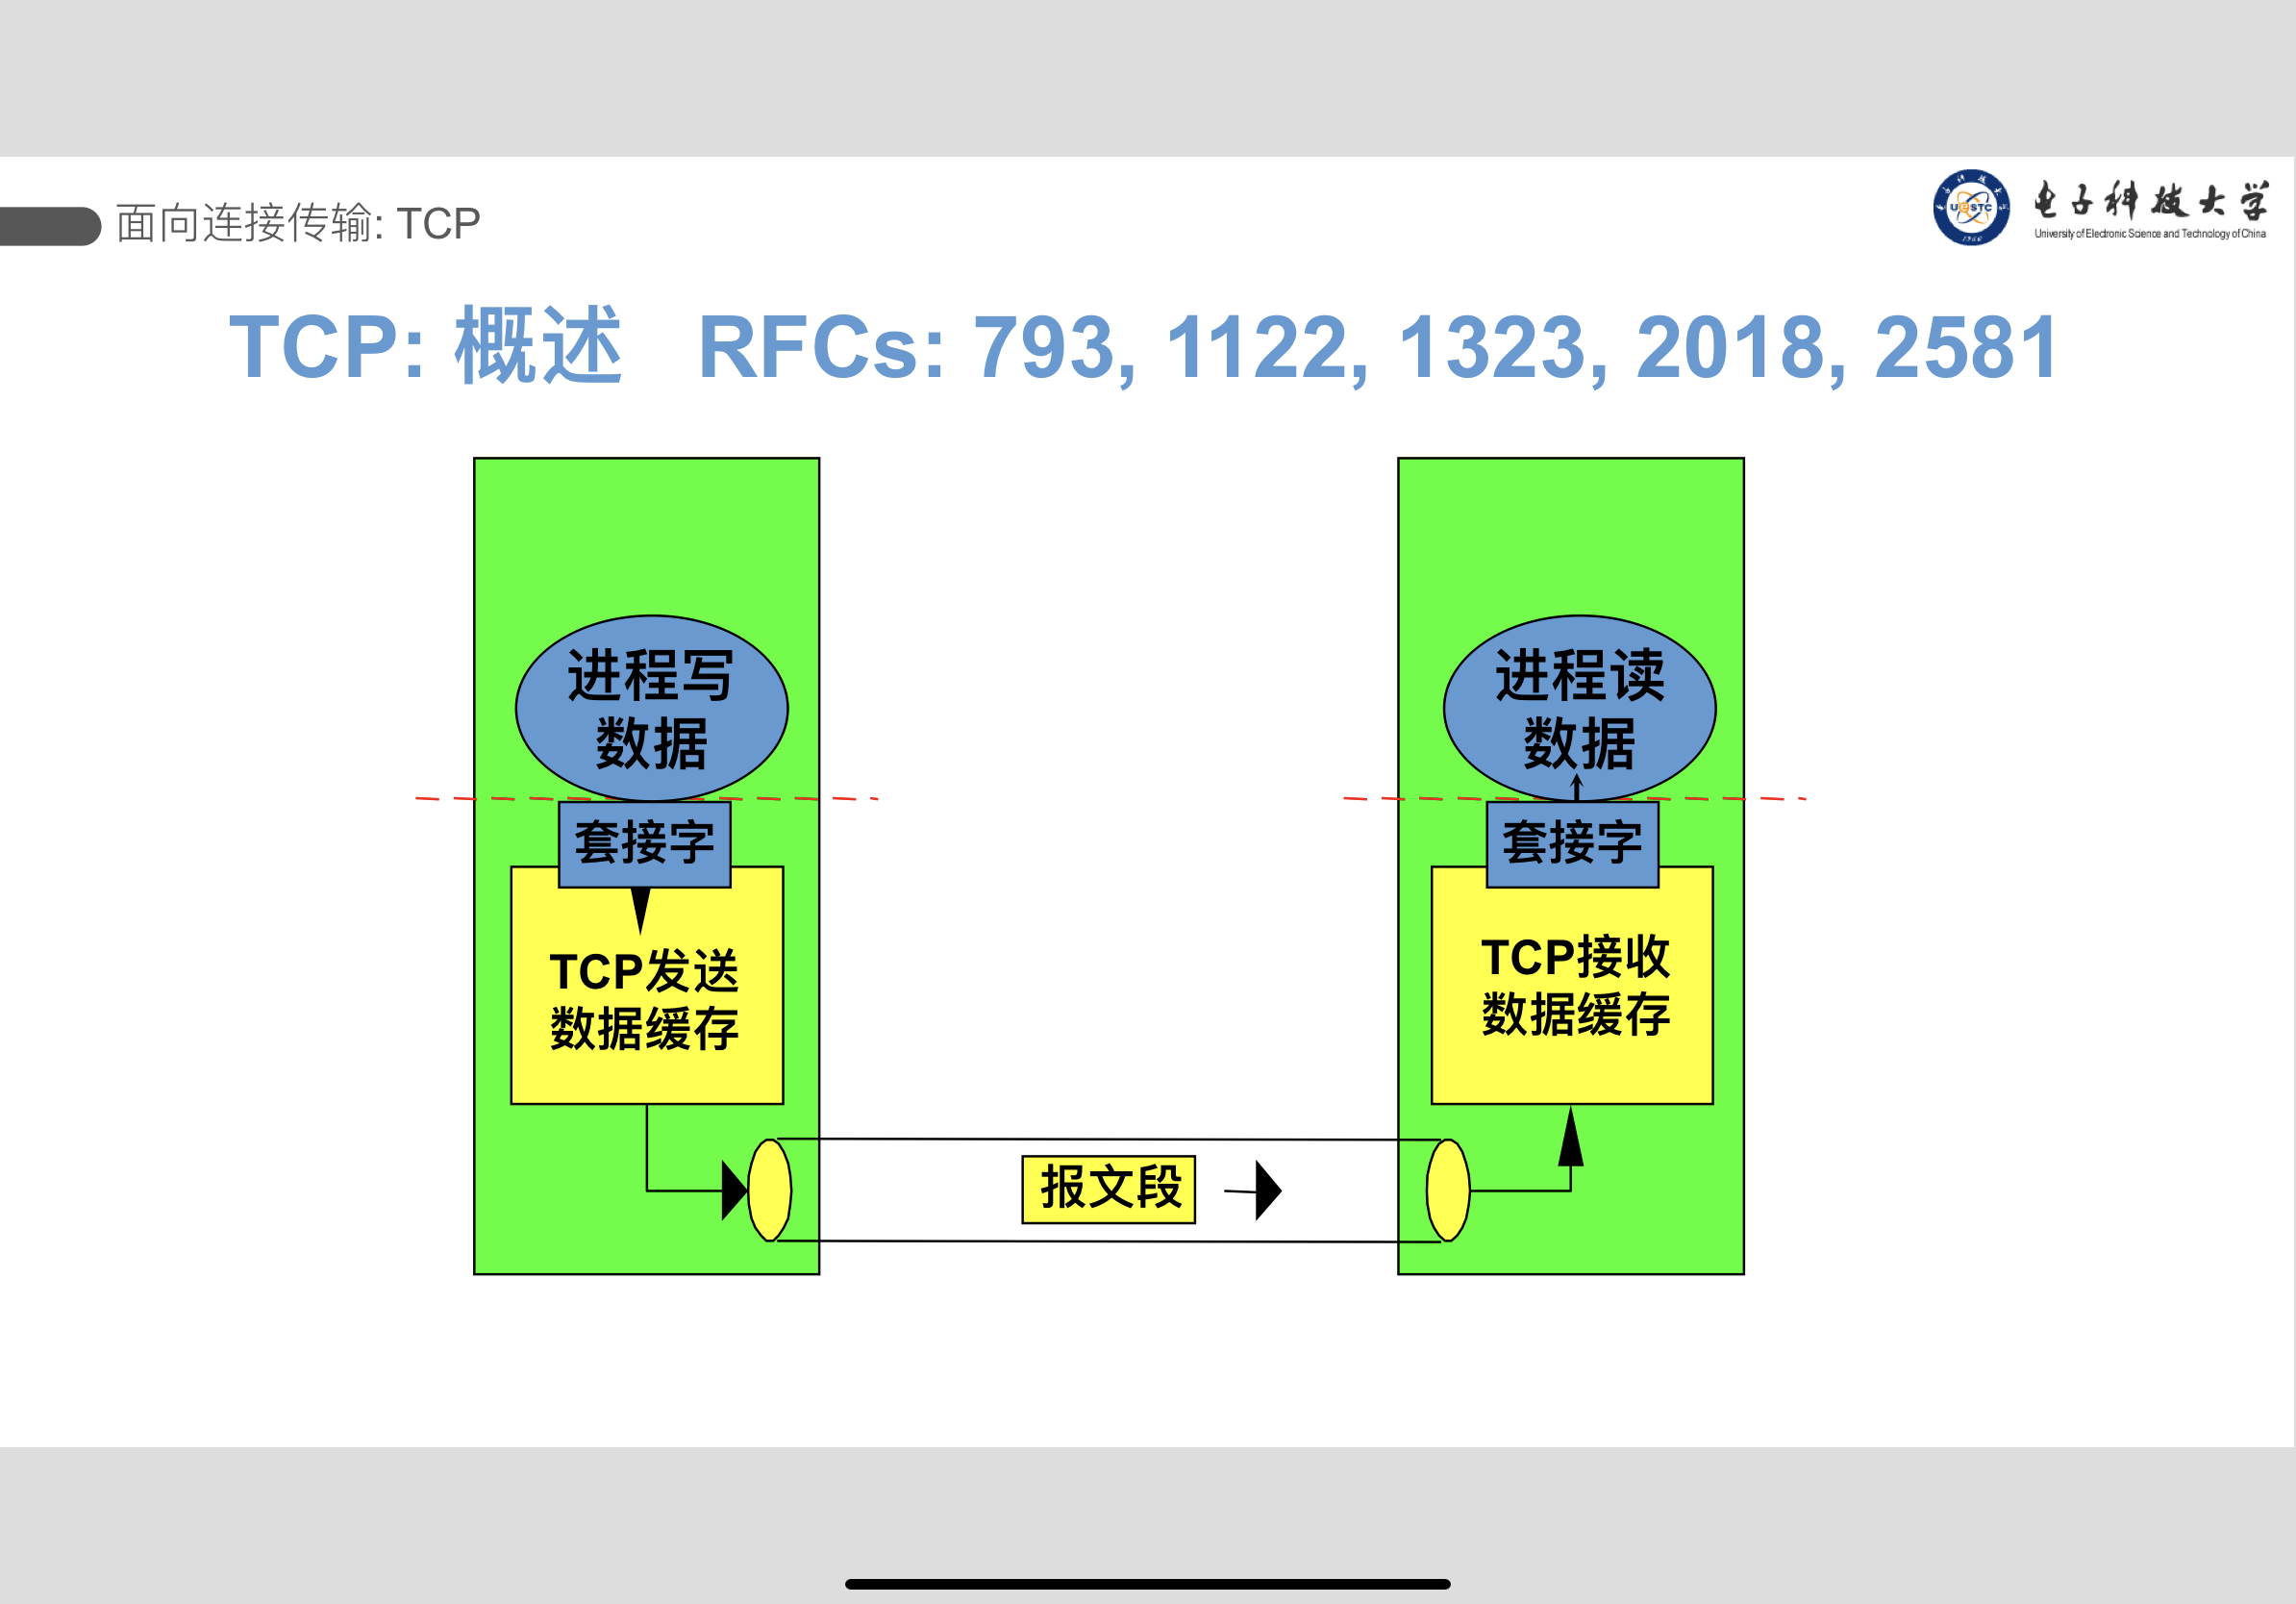 面向连接传输: TCP
UeSTC
1956
电子科技大学
University of Electronic Science and Technology of China
TCP: 概述 RFCs: 793, 1122, 1323, 2018, 2581
进程写
数据
套接字
TCP发送
数据缓存
报文段
进程读
数据
套接字
TCP接收
数据缓存